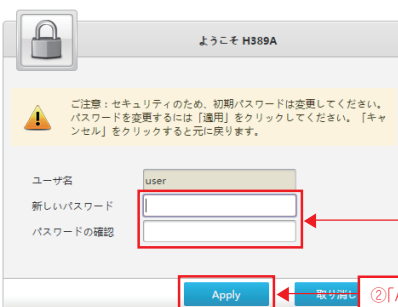 ようこそ H389A
ご注意：セキュリティのため、初期パスワードは変更してください。
パスワードを変更するには「適用」をクリックしてください。「キャ
ンセル」をクリックすると元に戻ります。
ユーザ名 user
新しいパスワード
パスワードの確認
Apply 取り消し ②「A